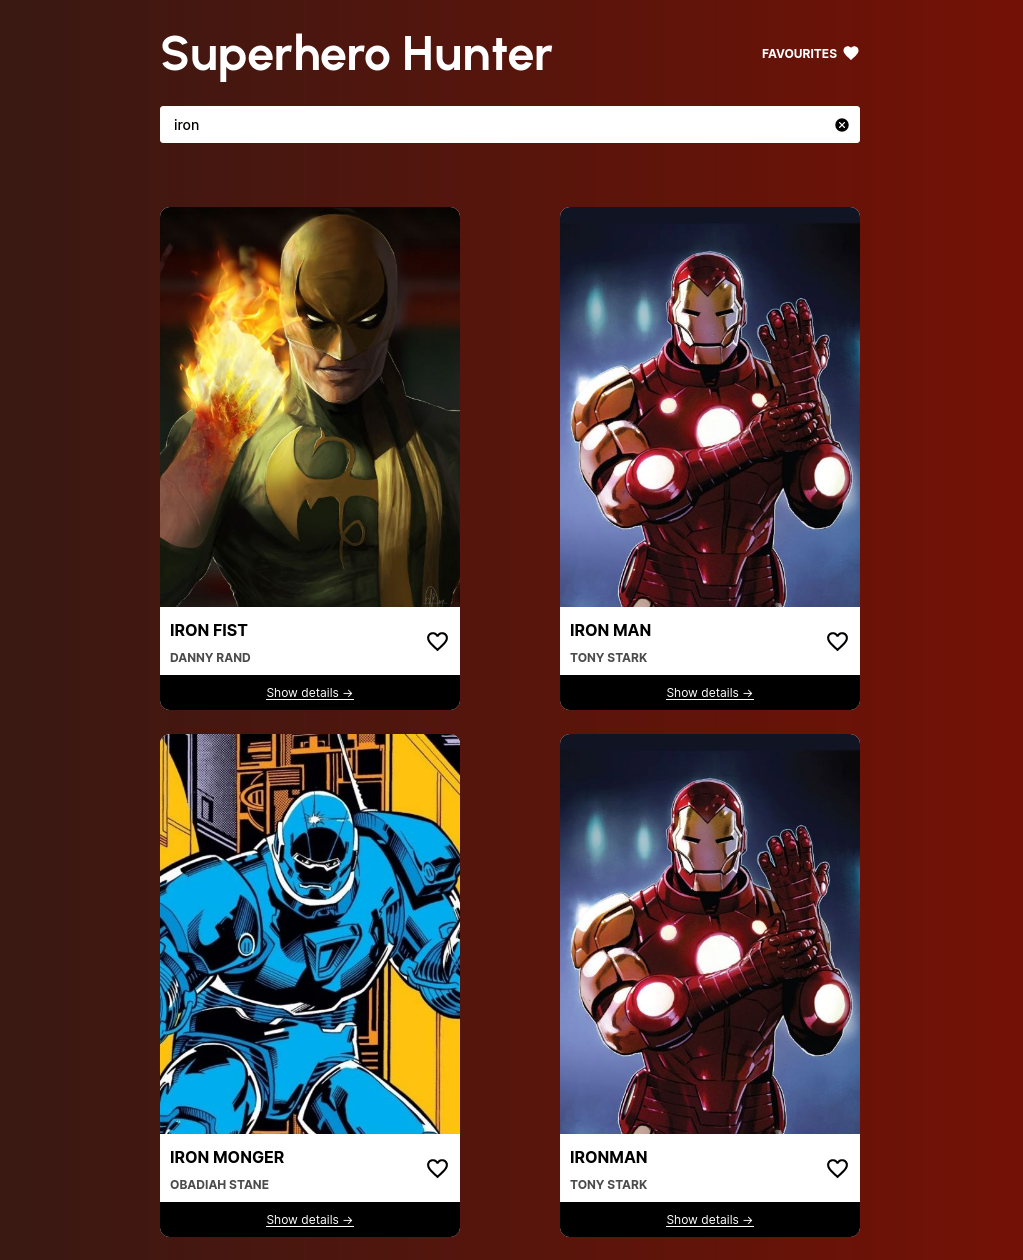 Superhero Hunter
FAVOURITES
iron
IRON FIST
DANNY RAND
Show details →
IRON MAN
TONY STARK
Show details →
IRON MONGER
OBADIAH STANE
Show details →
IRONMAN
TONY STARK
Show details →